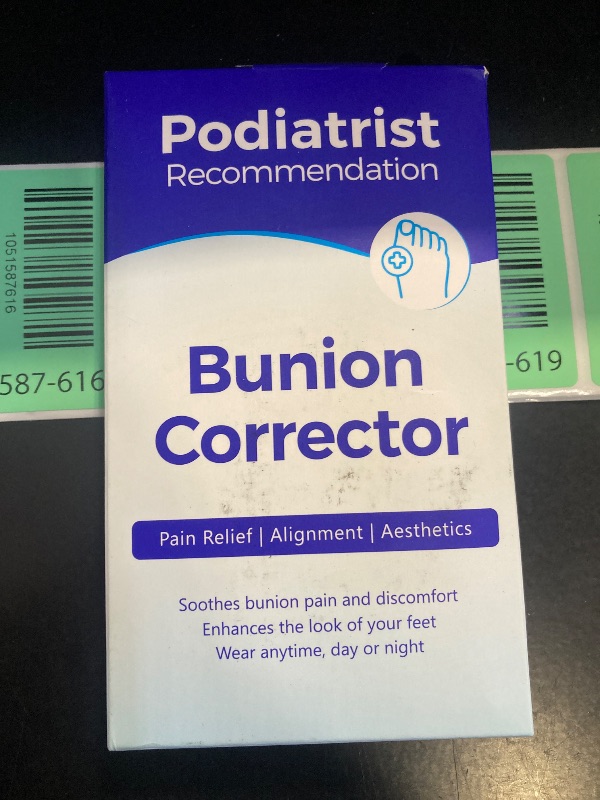 Podiatrist
Recommendation
Bunion
Corrector
Pain Relief | Alignment | Aesthetics
Soothes bunion pain and discomfort
Enhances the look of your feet
Wear anytime, day or night
1051587616
587-616
-619